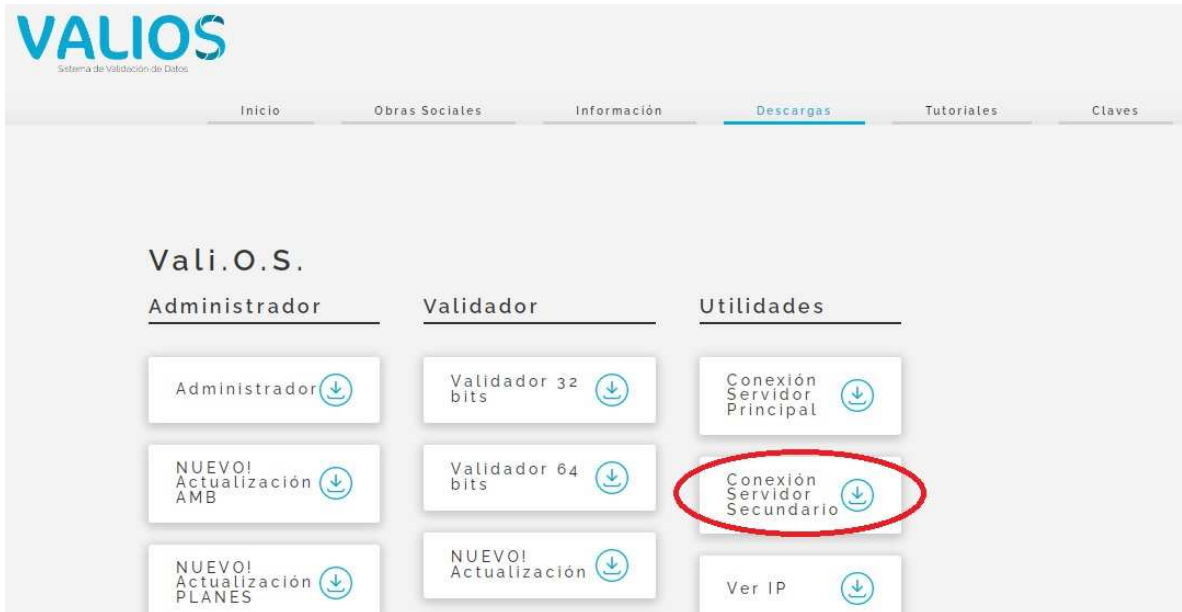 VALIOS
Sistema de Validación de Datos
Inicio Obras Sociales Información Descargas Tutoriales Claves
Vali.O.S.
Administrador
Administrador
NUEVO!
Actualización
AMB
NUEVO!
Actualización
PLANES
Validador
Validador 32
bits
Validador 64
bits
NUEVO!
Actualización
Utilidades
Conexión
Servidor
Principal
Conexión
Servidor
Secundario
Ver IP